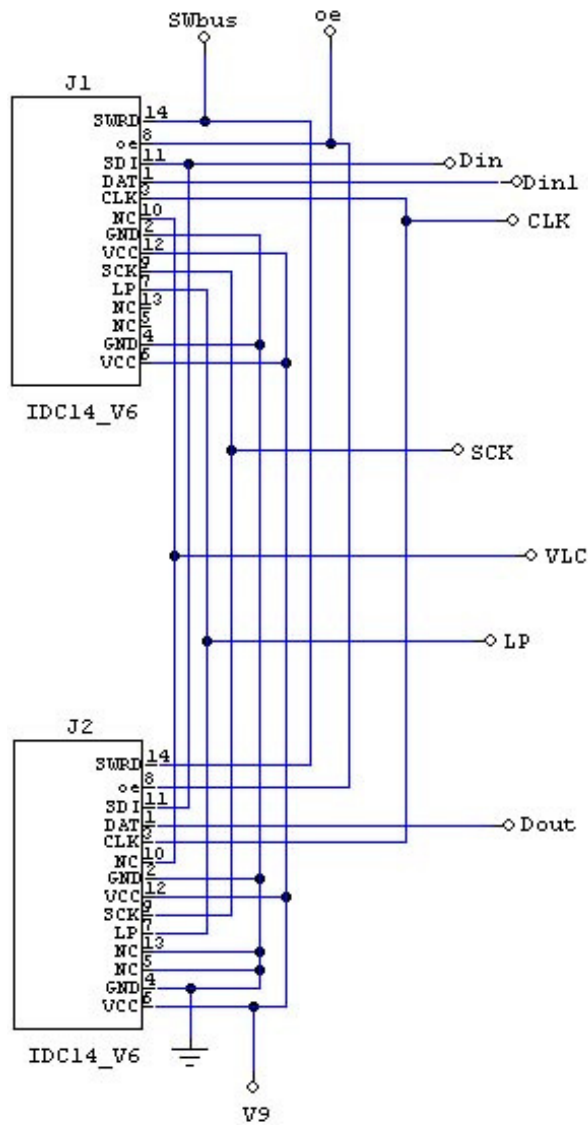 SWbus
oe
J1
SWRD 14
oe 8
SDI 11
DAT 1
CLK 3
NC 10
GND 2
VCC 12
SCK 9
LP 7
NC 13
NC 5
GND 4
VCC 6
IDC14_V6
Din
Din1
CLK
SCK
VLC
LP
J2
SWRD 14
oe 8
SDI 11
DAT 1
CLK 3
NC 10
GND 2
VCC 12
SCK 9
LP 7
NC 13
NC 5
GND 4
VCC 6
IDC14_V6
Dout
V9